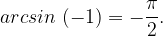 arcsin (−1) = −π/2.